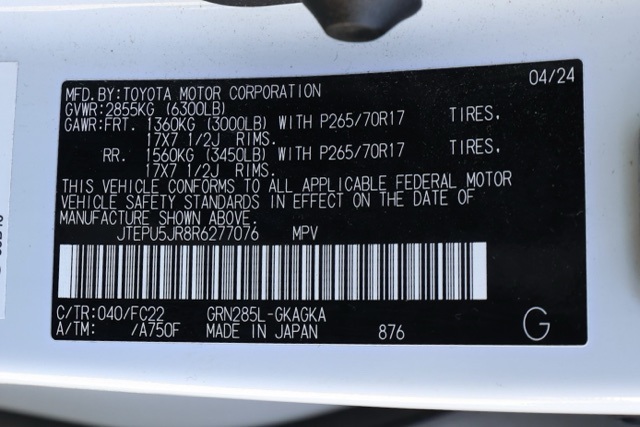 04/24
MFD.BY:TOYOTA MOTOR CORPORATION
GVWR:2855KG (6300LB)
GAWR:FRT. 1360KG (3000LB) WITH P265/70R17 TIRES,
17X7 1/2J RIMS.
RR. 1560KG (3450LB) WITH P265/70R17 TIRES,
17X7 1/2J RIMS.
THIS VEHICLE CONFORMS TO ALL APPLICABLE FEDERAL MOTOR
VEHICLE SAFETY STANDARDS IN EFFECT ON THE DATE OF
MANUFACTURE SHOWN ABOVE.
JTEPU5JR8R6277076 MPV
C/TR:040/FC22 GRN285L-GKAGKA
A/TM: /A750F MADE IN JAPAN 876
G